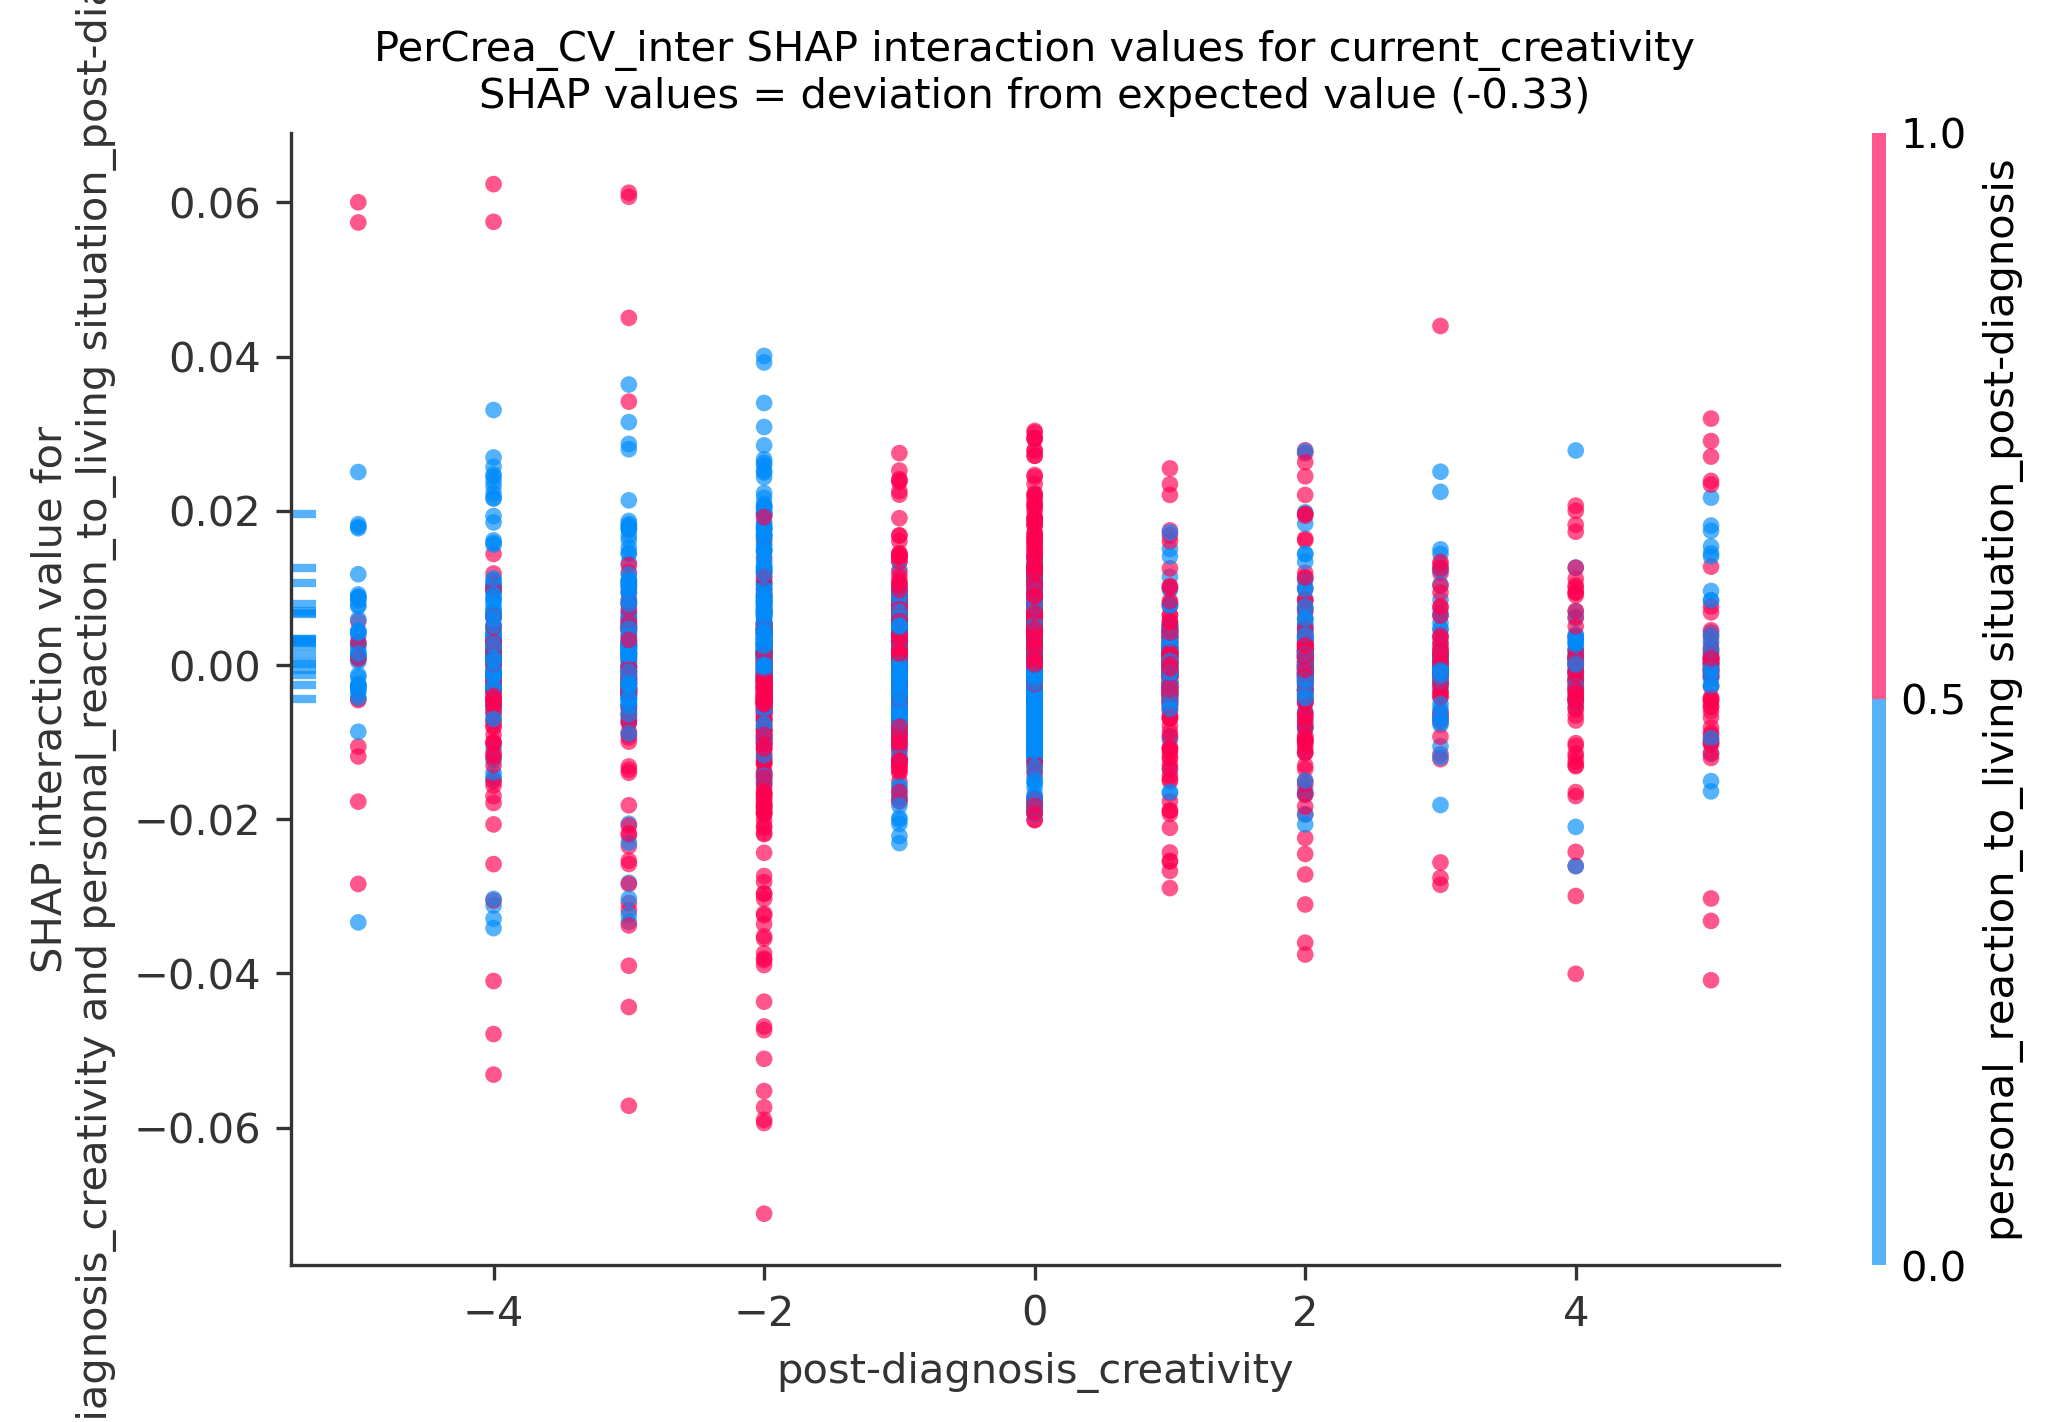 PerCrea_CV_inter SHAP interaction values for current_creativity
SHAP values = deviation from expected value (-0.33)
SHAP interaction value for
iagnosis_creativity and personal_reaction_to_living situation_post-dia
0.06
0.04
0.02
0.00
−0.02
−0.04
−0.06
−4
−2
0
2
4
post-diagnosis_creativity
1.0
0.5
0.0
personal_reaction_to_living situation_post-diagnosis